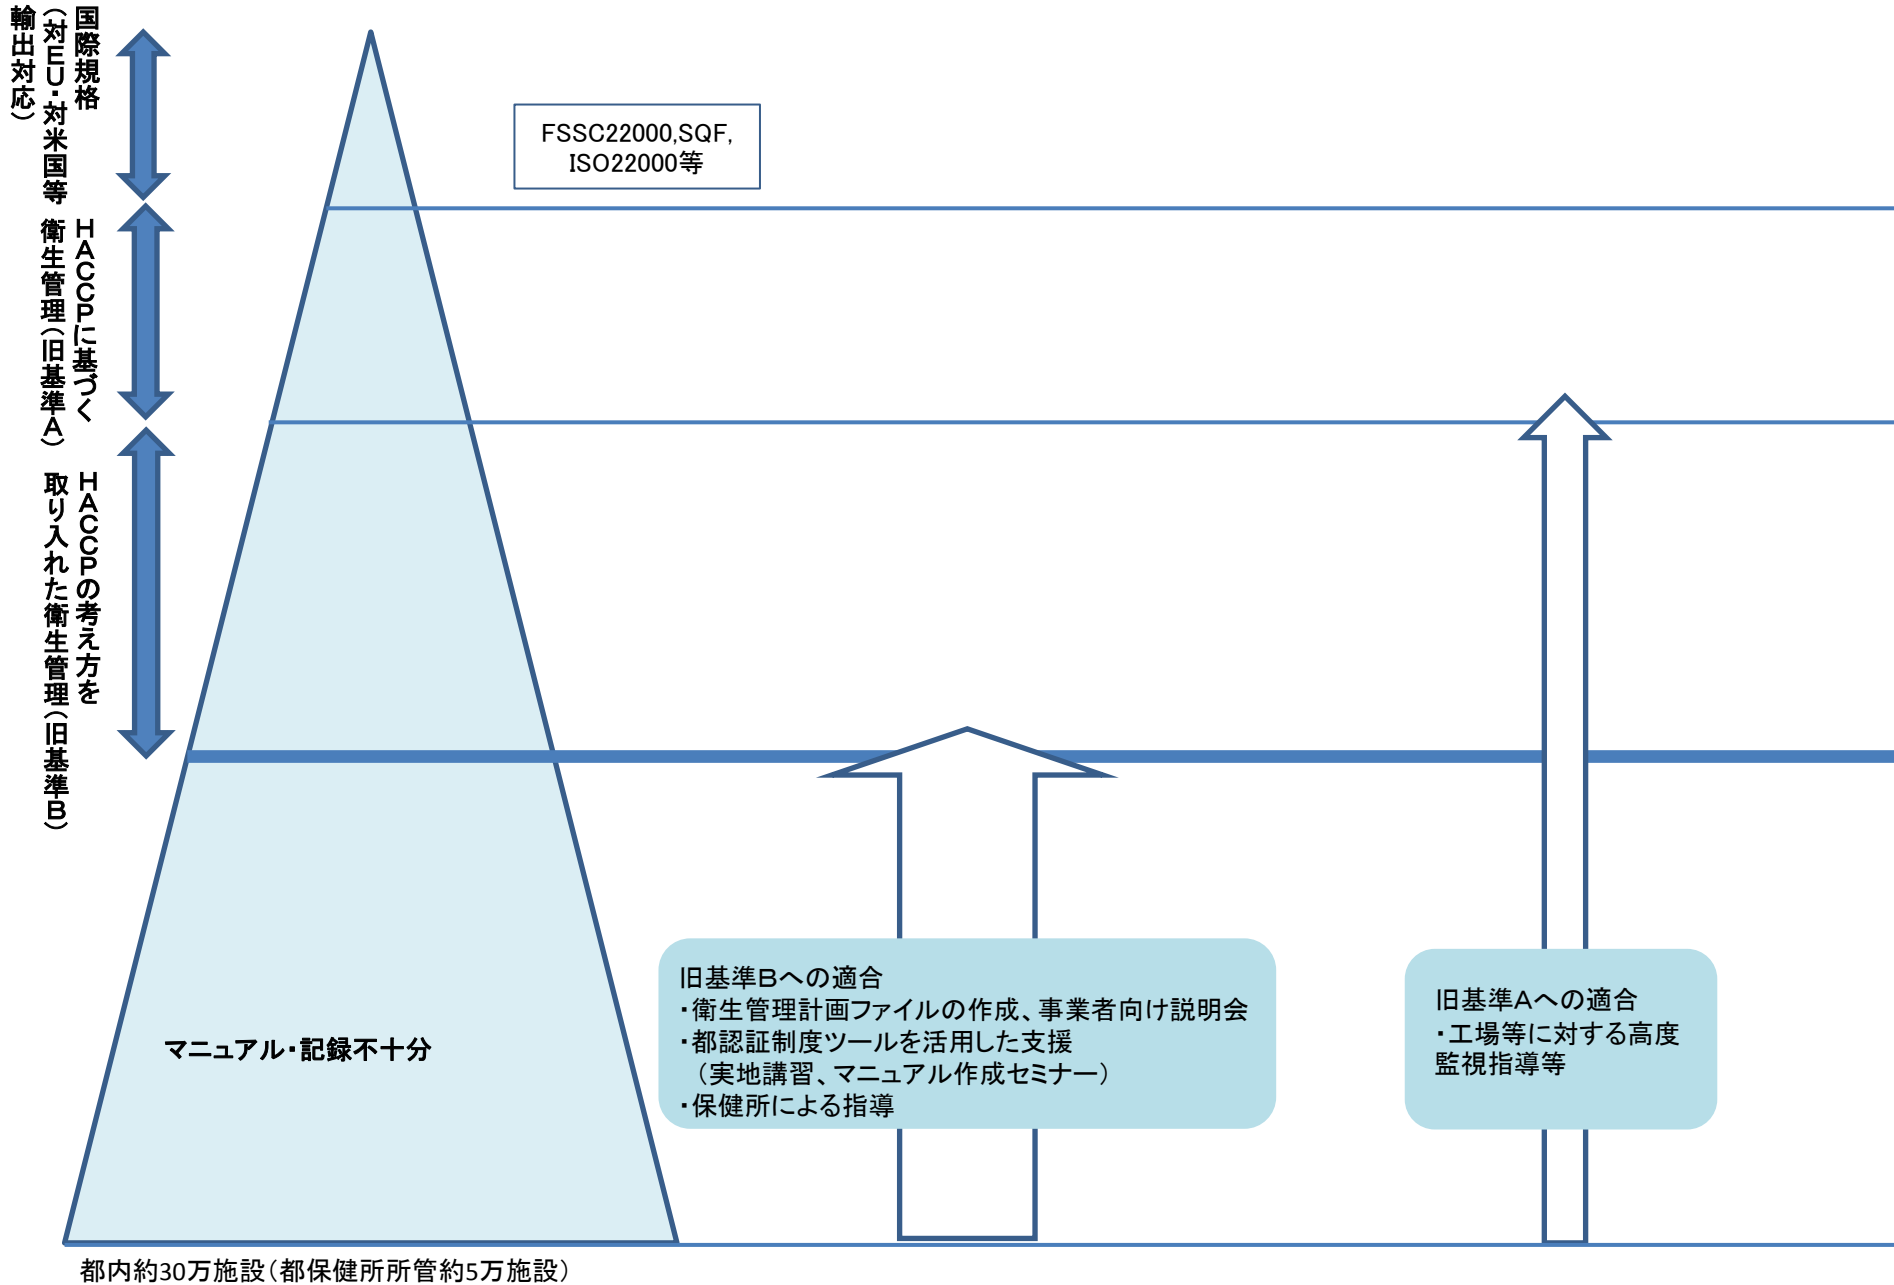 国際規格
（対ＥＵ・対米国等
輸出対応）
ＨＡＣＣＰに基づく
衛生管理（旧基準Ａ）
ＨＡＣＣＰの考え方を
取り入れた衛生管理（旧基準Ｂ）
FSSC22000,SQF,
ISO22000等
マニュアル・記録不十分
旧基準Ｂへの適合
・衛生管理計画ファイルの作成、事業者向け説明会
・都認証制度ツールを活用した支援
（実地講習、マニュアル作成セミナー）
・保健所による指導
旧基準Ａへの適合
・工場等に対する高度
監視指導等
都内約30万施設（都保健所所管約5万施設）